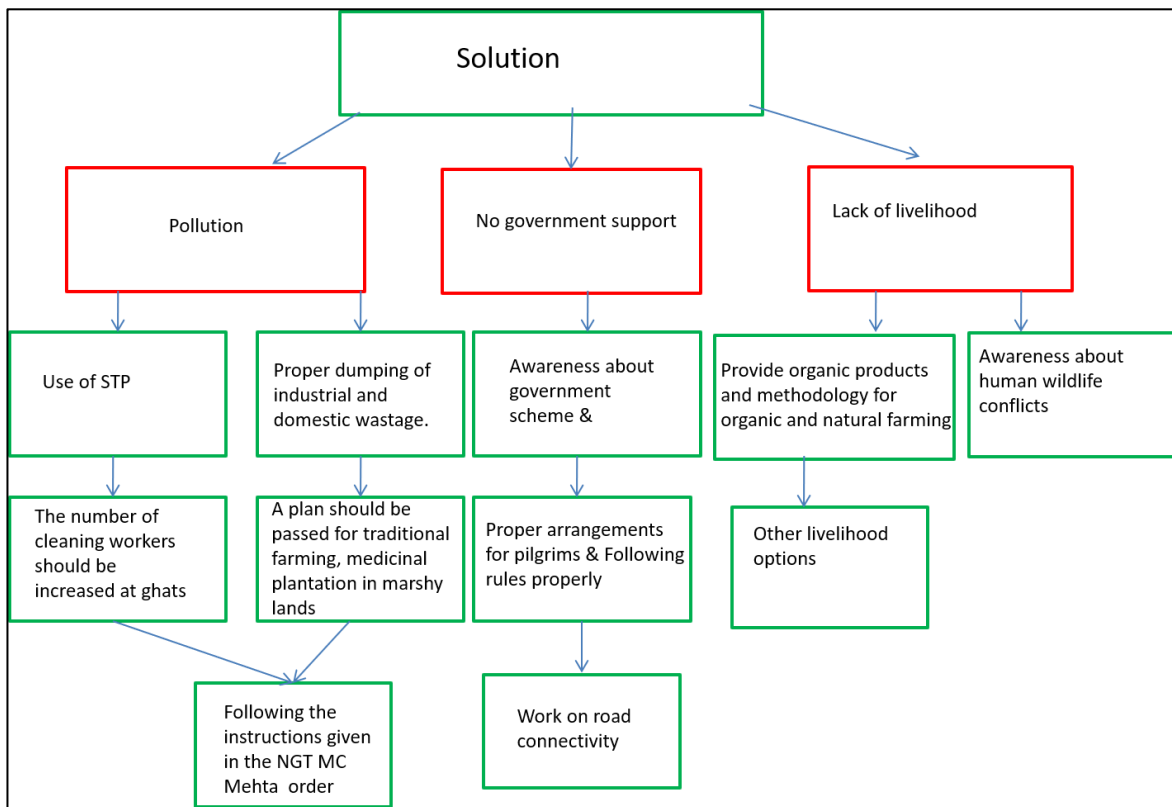 Solution
Pollution
No government support
Lack of livelihood
Use of STP
Proper dumping of
industrial and
domestic wastage.
Awareness about
government
scheme &
Provide organic products
and methodology for
organic and natural farming
Awareness about
human wildlife
conflicts
The number of
cleaning workers
should be
increased at ghats
A plan should be
passed for traditional
farming, medicinal
plantation in marshy
lands
Proper arrangements
for pilgrims & Following
rules properly
Other livelihood
options
Following the
instructions given
in the NGT MC
Mehta order
Work on road
connectivity